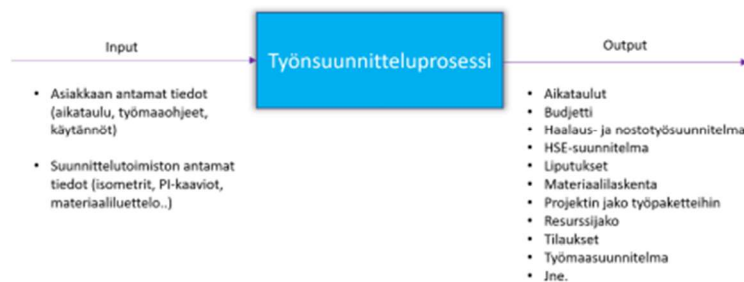 Input
Työnsuunnitteluprosessi
Output
• Asiakkaan antamat tiedot
(aikataulu, työmaaohjeet,
käytännöt)
• Suunnittelutoimiston antamat
tiedot (isometrit, PI-kaaviot,
materiaaliluettelo..)
• Aikataulut
• Budjetti
• Haalaus- ja nostotyösuunnitelma
• HSE-suunnitelma
• Liputukset
• Materiaalilaskenta
• Projektin jako työpaketteihin
• Resurssijako
• Tilaukset
• Työmaasuunnitelma
• Jne.